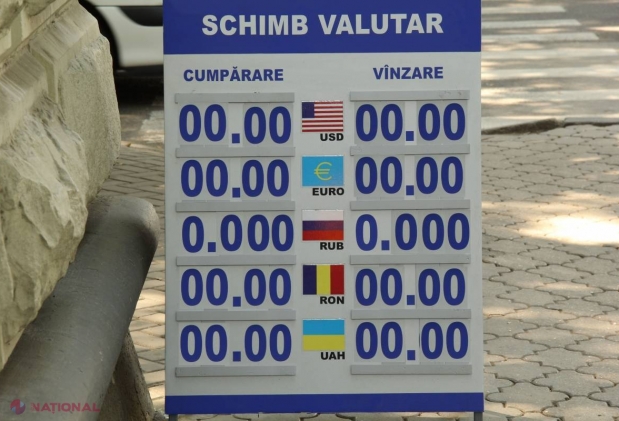 SCHIMB VALUTAR
CUMPĂRARE VÎNZARE
00.00 USD 00.00
00.00 EURO 00.00
0.000 RUB 0.000
00.00 RON 00.00
00.00 UAH 00.00
NATIONAL